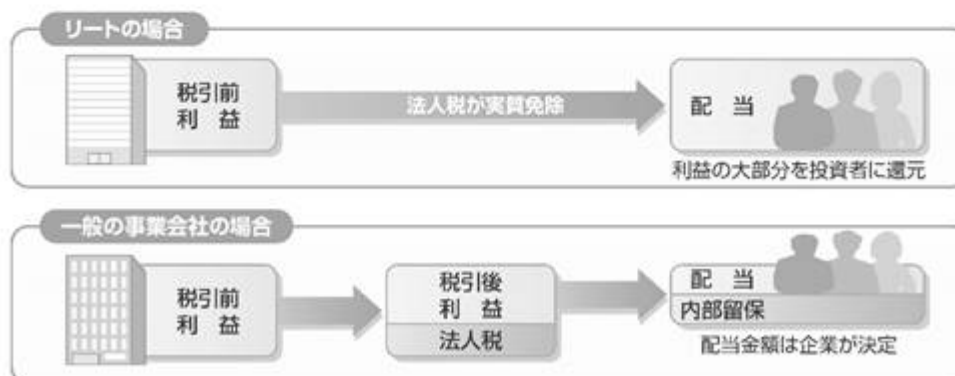 リートの場合
税引前
利 益
法人税が実質免除
配 当
利益の大部分を投資者に還元
一般の事業会社の場合
税引前
利 益
税引後
利 益
法人税
配 当
内部留保
配当金額は企業が決定